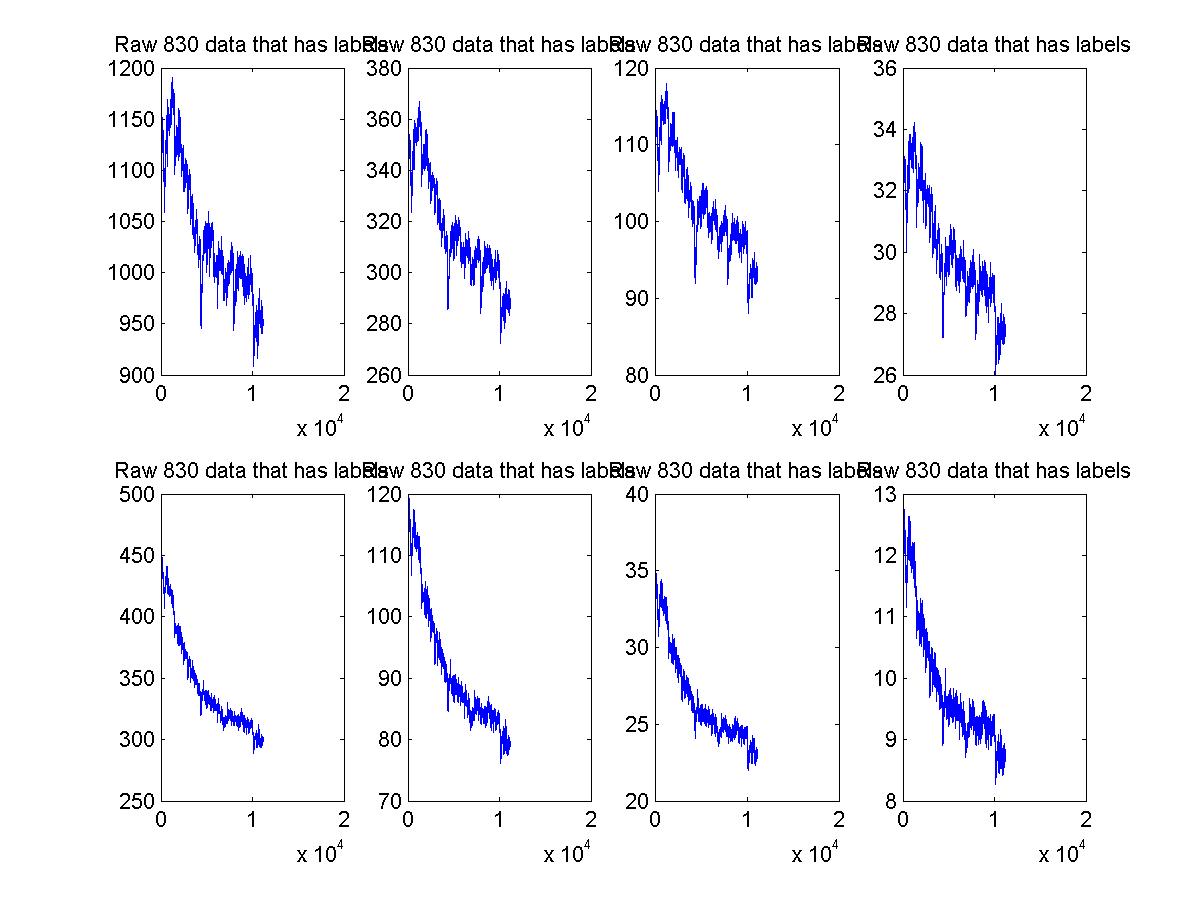 Raw 830 data that has labels Raw 830 data that has labels Raw 830 data that has labels Raw 830 data that has labels
1200 380 120 36
1150 360 34
1100 340 110 32
1050 320 100 30
1000 300 90 28
950 280
900 260 80 26
0 1 2 0 1 2 0 1 2 0 1 2
x 10^4 x 10^4 x 10^4 x 10^4
Raw 830 data that has labels Raw 830 data that has labels Raw 830 data that has labels Raw 830 data that has labels
500 120 40 13
450 110 35 12
400 100 11
350 90 30 10
300 80 25 9
250 70 20 8
0 1 2 0 1 2 0 1 2 0 1 2
x 10^4 x 10^4 x 10^4 x 10^4